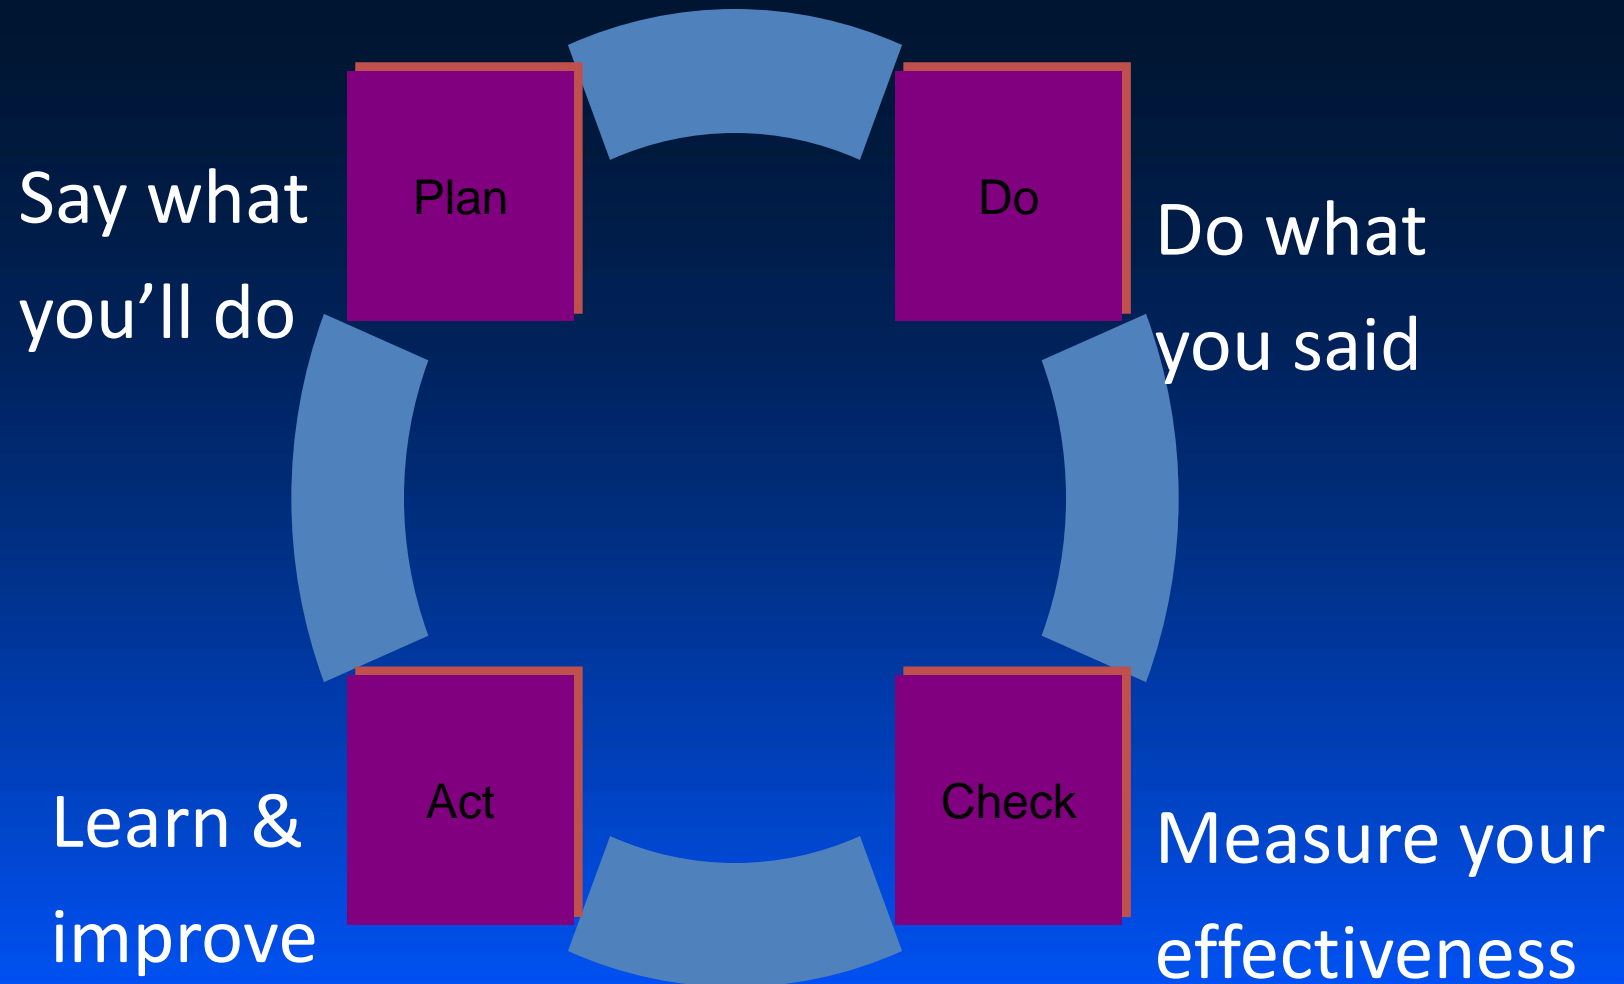 Say what
you’ll do
Plan
Do
Do what
you said
Learn &
improve
Act
Check
Measure your
effectiveness